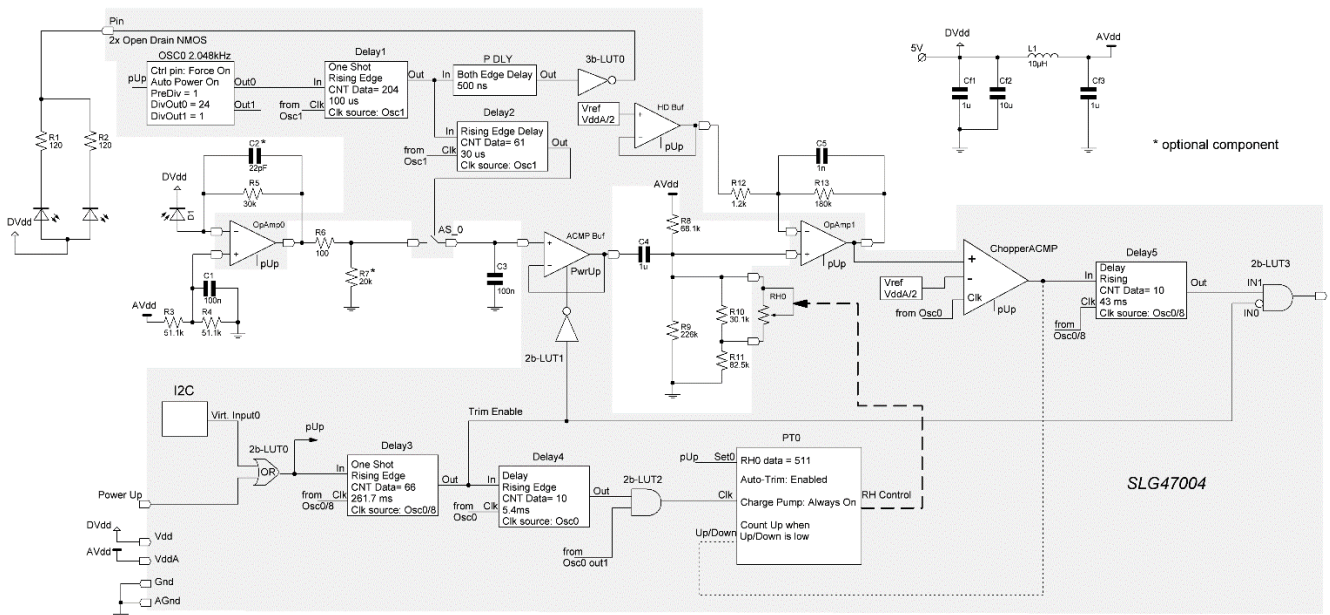 Pin
2x Open Drain NMOS
OSC0 2.048kHz
Ctrl pin: Force On
Auto Power On
PreDiv = 1
DivOut0 = 24
DivOut1 = 1
pUp
Out0
Out1
Delay1
In
One Shot
Rising Edge
CNT Data = 204
100 us
Clk source: Osc1
Out
from Clk
Osc1
P DLY
In
Both Edge Delay
500 ns
Out
3b-LUT0
Delay2
In
Rising Edge Delay
CNT Data = 61
30 us
Clk source: Osc1
Out
from Clk
Osc1
Vref
VddA/2
HD Buf
pUp
5V
DVdd
L1
10µH
AVdd
Cf1
1u
Cf2
10u
Cf3
1u
* optional component
R1
120
R2
120
DVdd
DVdd
D1
C2*
22pF
R5
30k
OpAmp0
pUp
C1
100n
AVdd
R3
51.1k
R4
51.1k
R6
100
R7*
20k
AS_0
C3
100n
ACMP Buf
PwrUp
2b-LUT1
C4
1u
AVdd
R8
68.1k
R9
226k
R10
30.1k
R11
82.5k
RH0
R12
1.2k
C5
1n
R13
180k
OpAmp1
pUp
Vref
VddA/2
ChopperACMP
Clk
from Osc0
pUp
Delay5
Delay
Rising
CNT Data= 10
43 ms
Clk source: Osc0/8
Out
Clk
from
Osc0/8
2b-LUT3
IN1
IN0
I2C
Virt. Input0
2b-LUT0
OR
pUp
Power Up
DVdd
Vdd
AVdd
VddA
Gnd
AGnd
Delay3
In
One Shot
Rising Edge
CNT Data= 66
261.7 ms
Clk source: Osc0/8
Out
from Clk
Osc0/8
Trim Enable
Delay4
In
Delay
Rising Edge
CNT Data= 10
5.4ms
Clk source: Osc0
Out
from Clk
Osc0
2b-LUT2
from
Osc0 out1
PT0
pUp
Set0
RH0 data = 511
Auto-Trim: Enabled
Clk
Charge Pump: Always On
RH Control
Up/Down
Count Up when
Up/Down is low
SLG47004